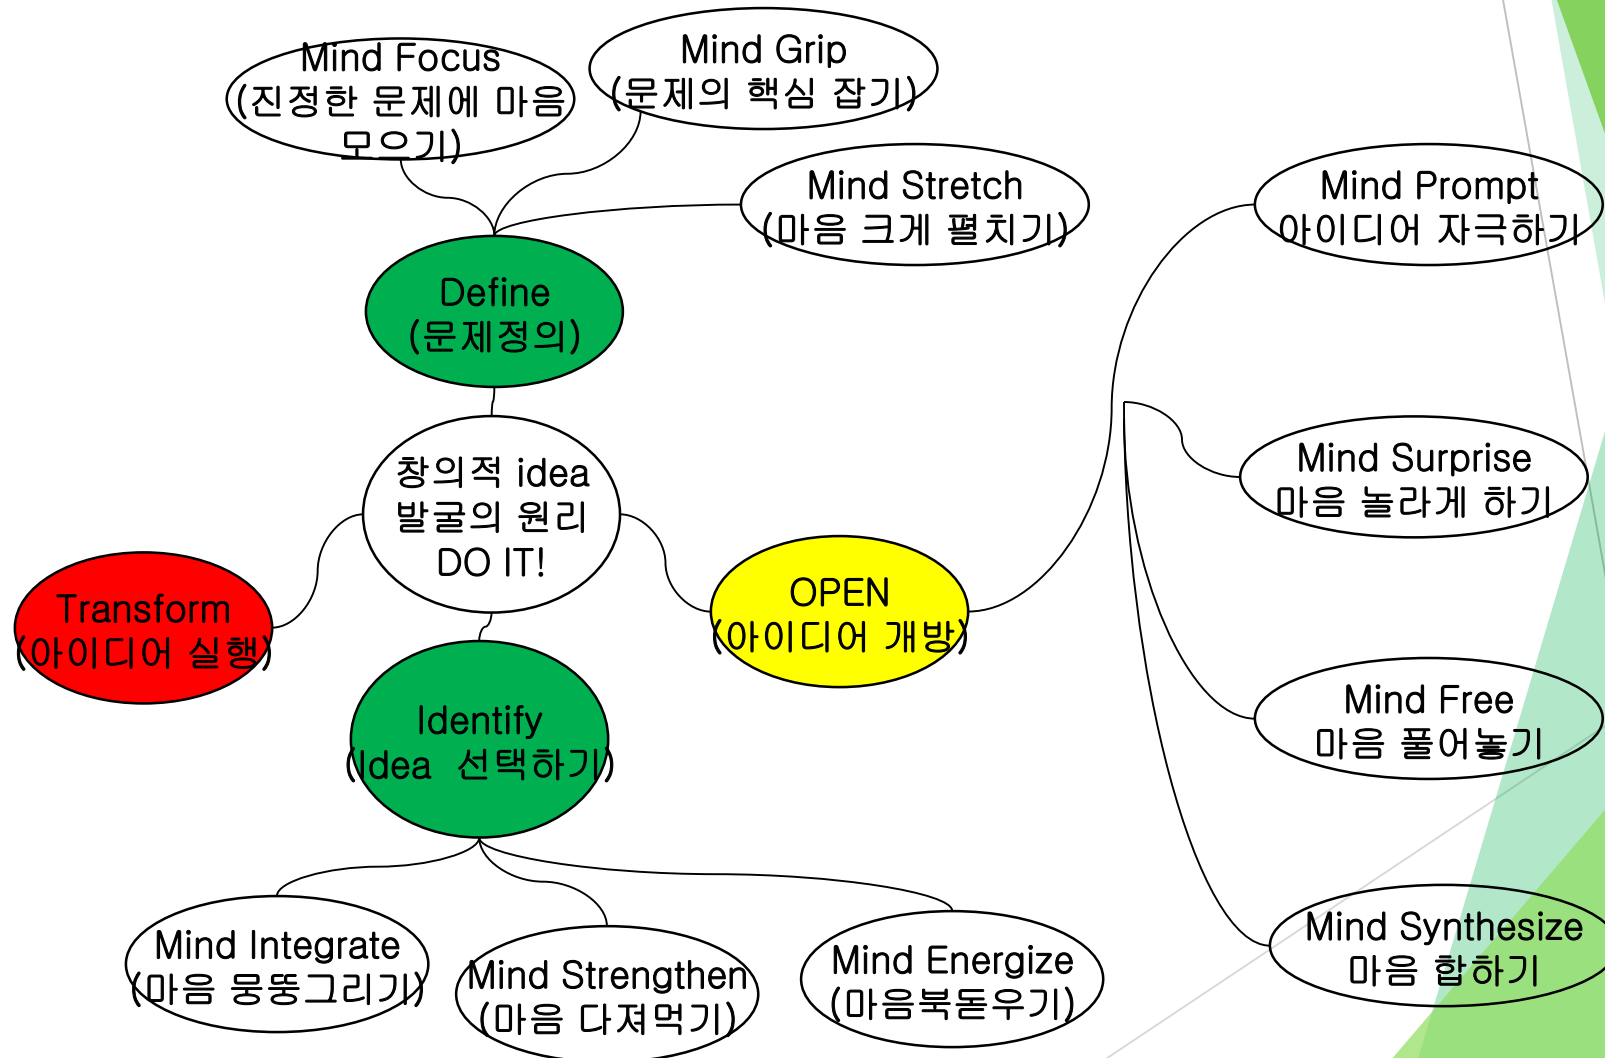 Mind Focus
(진정한 문제에 마음
모으기)
Mind Grip
(문제의 핵심 잡기)
Mind Stretch
(마음 크게 펼치기)
Mind Prompt
아이디어 자극하기
Define
(문제정의)
창의적 idea
발굴의 원리
DO IT!
Mind Surprise
마음 놀라게 하기
Transform
(아이디어 실행)
OPEN
(아이디어 개방)
Identify
(Idea  선택하기)
Mind Free
마음 풀어놓기
Mind Integrate
(마음 뭉뚱그리기)
Mind Strengthen
(마음 다져먹기)
Mind Energize
(마음북돋우기)
Mind Synthesize
마음 합하기